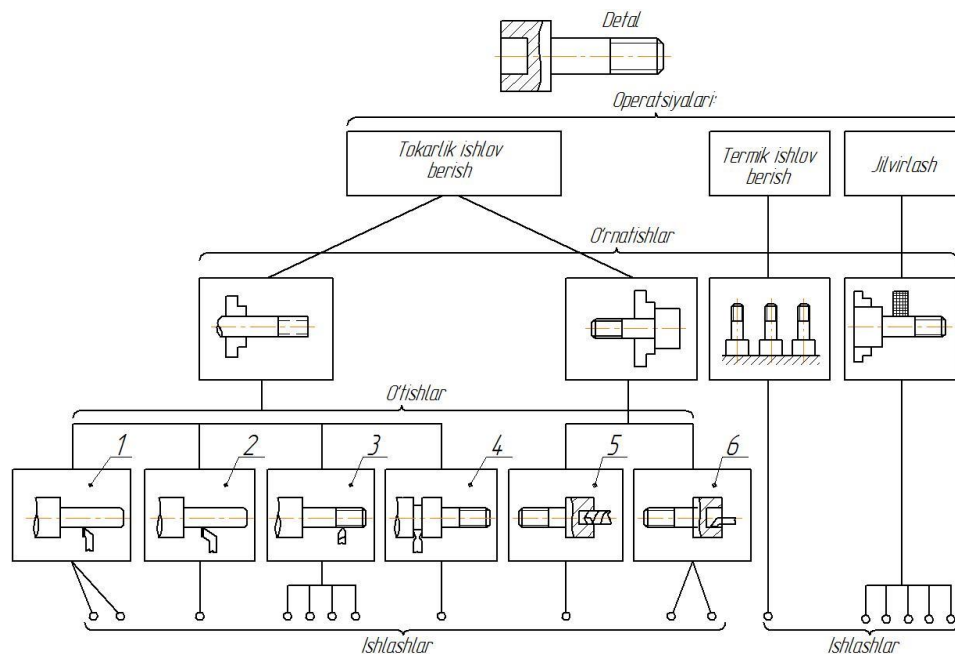 Detal
Operatsiyalari:
Tokarlik ishlov
berish
Termik ishlov
berish
Jilvirlash
O'rnatishlar
O'tishlar
1
2
3
4
5
6
Ishlashlar
Ishlashlar